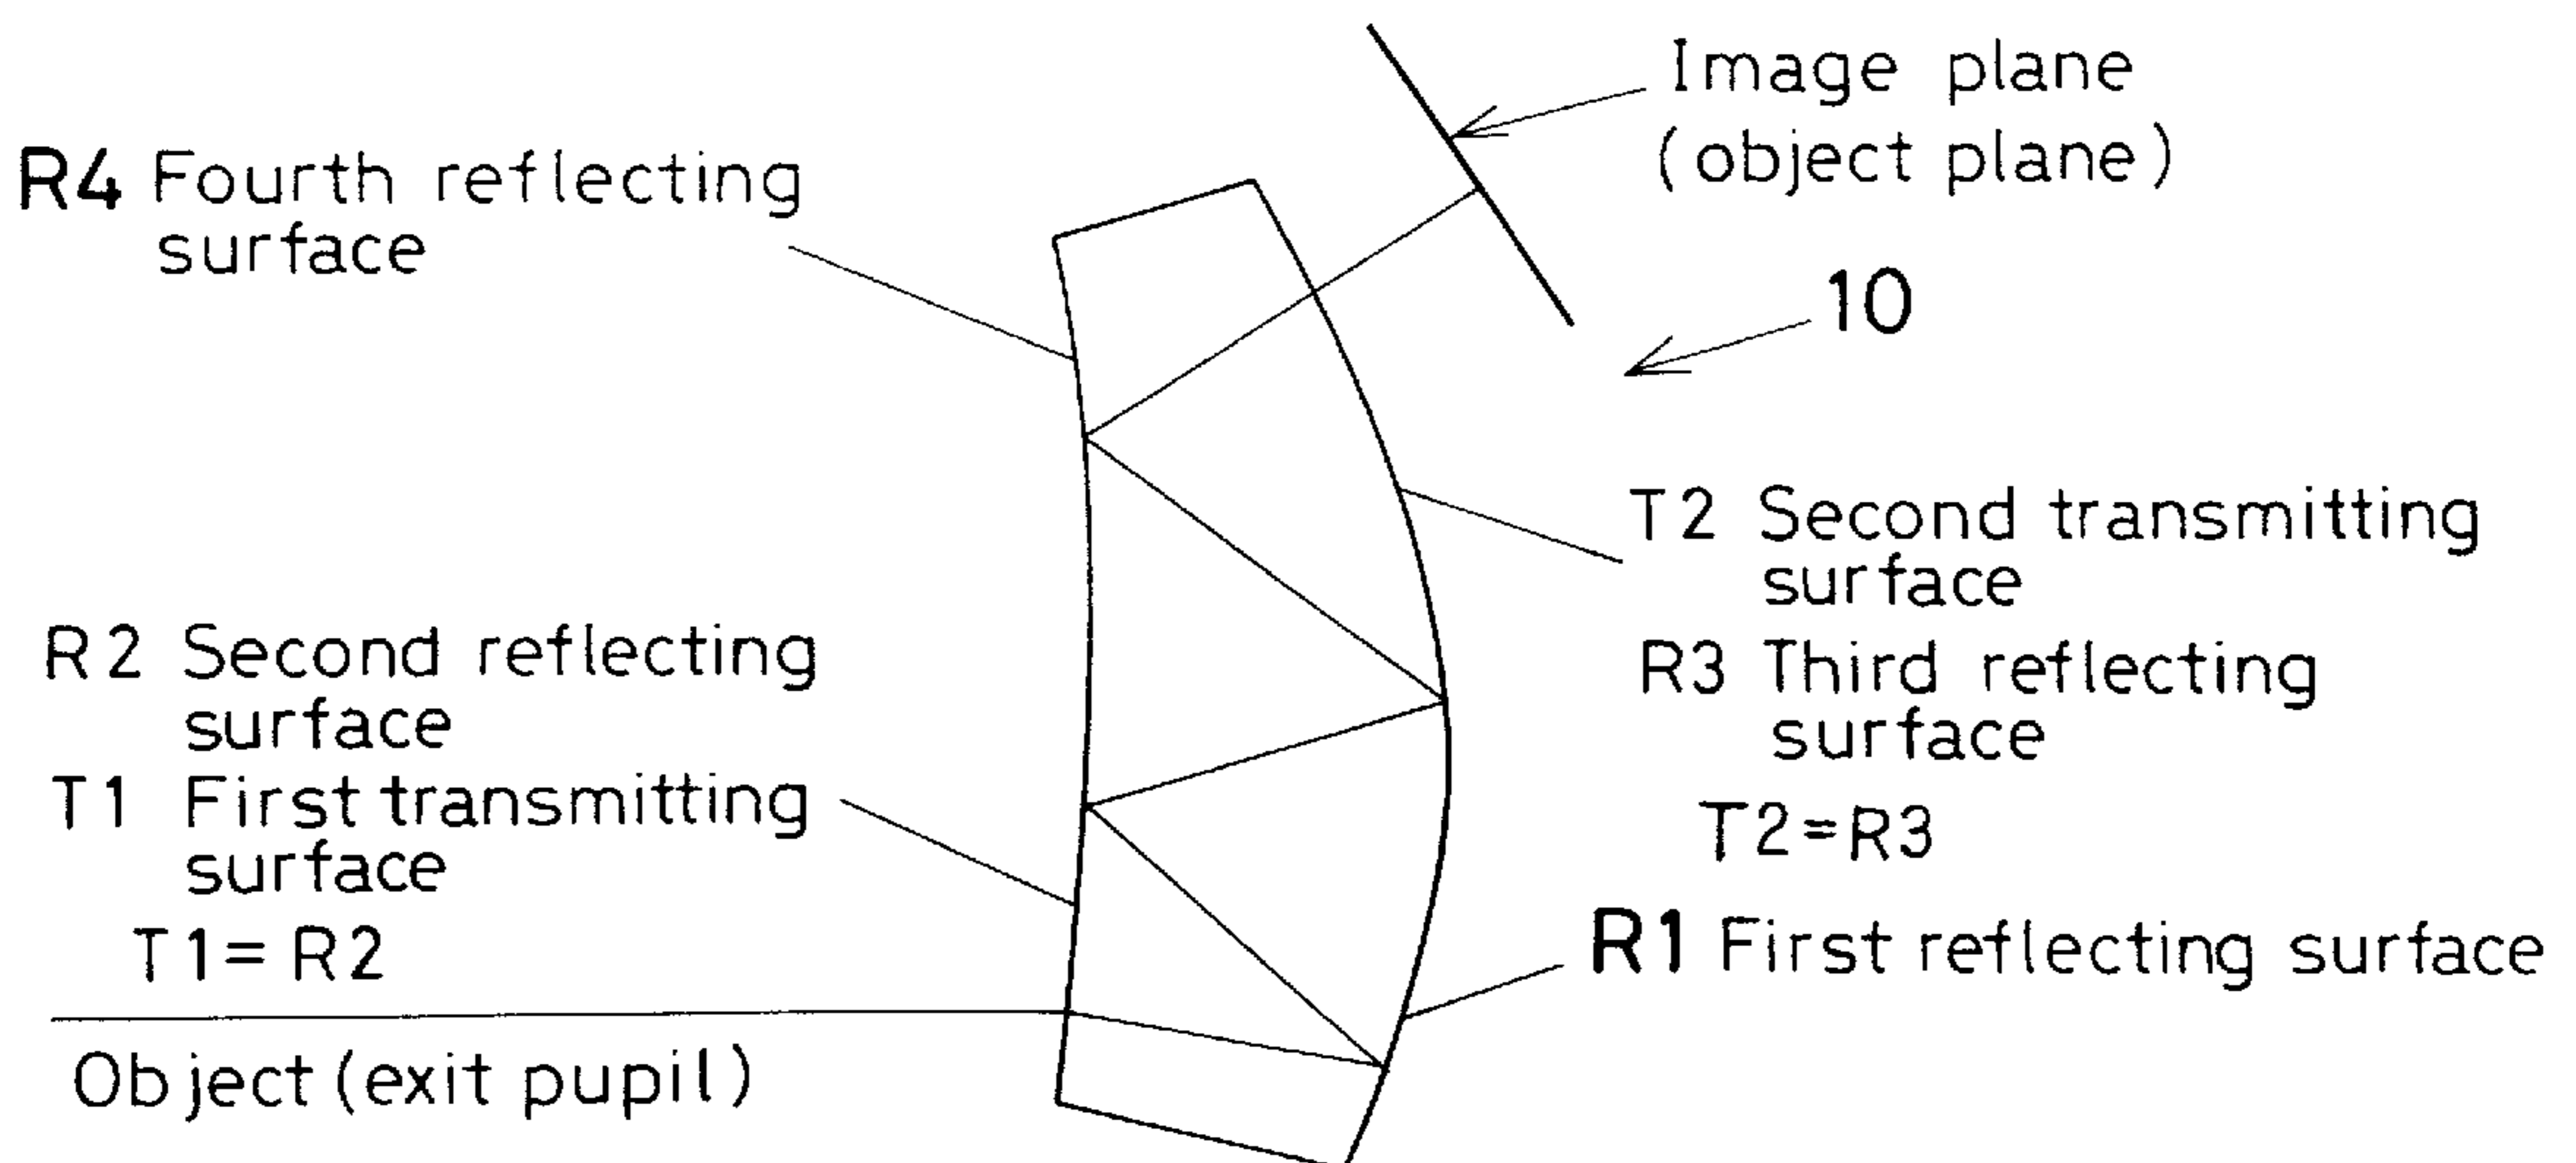 Image plane
(object plane)
R4 Fourth reflecting
surface
10
T2 Second transmitting
surface
R2 Second reflecting
surface
R3 Third reflecting
surface
T1 First transmitting
surface
T2=R3
T1=R2
R1 First reflecting surface
Object (exit pupil)